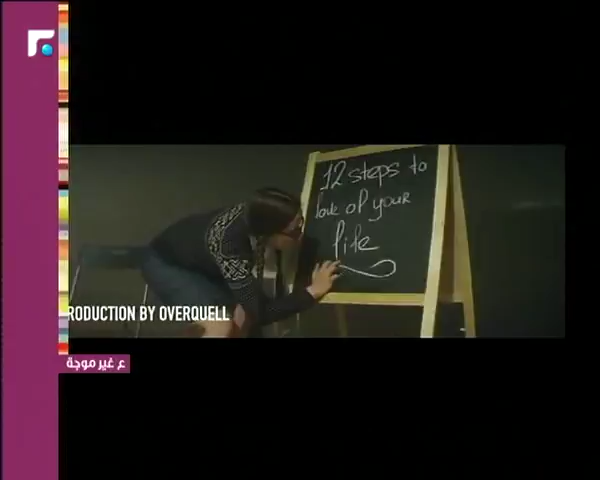 12 steps to
love of your
life
RODUCTION BY OVERQUELL
ع غير موجة